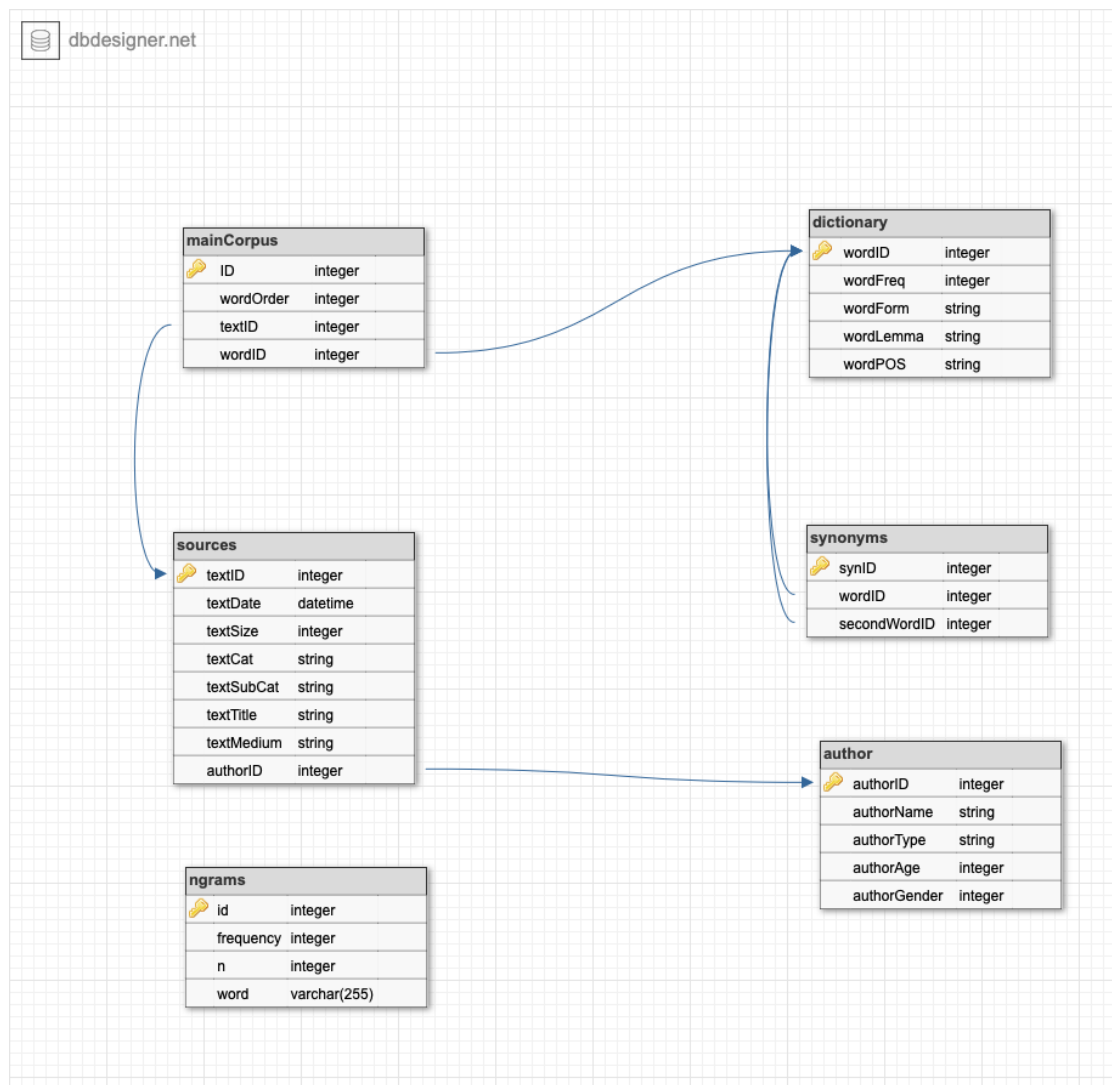 dbdesigner.net
mainCorpus
ID integer
wordOrder integer
textID integer
wordID integer
dictionary
wordID integer
wordFreq integer
wordForm string
wordLemma string
wordPOS string
sources
textID integer
textDate datetime
textSize integer
textCat string
textSubCat string
textTitle string
textMedium string
authorID integer
synonyms
synID integer
wordID integer
secondWordID integer
author
authorID integer
authorName string
authorType string
authorAge integer
authorGender integer
ngrams
id integer
frequency integer
n integer
word varchar(255)